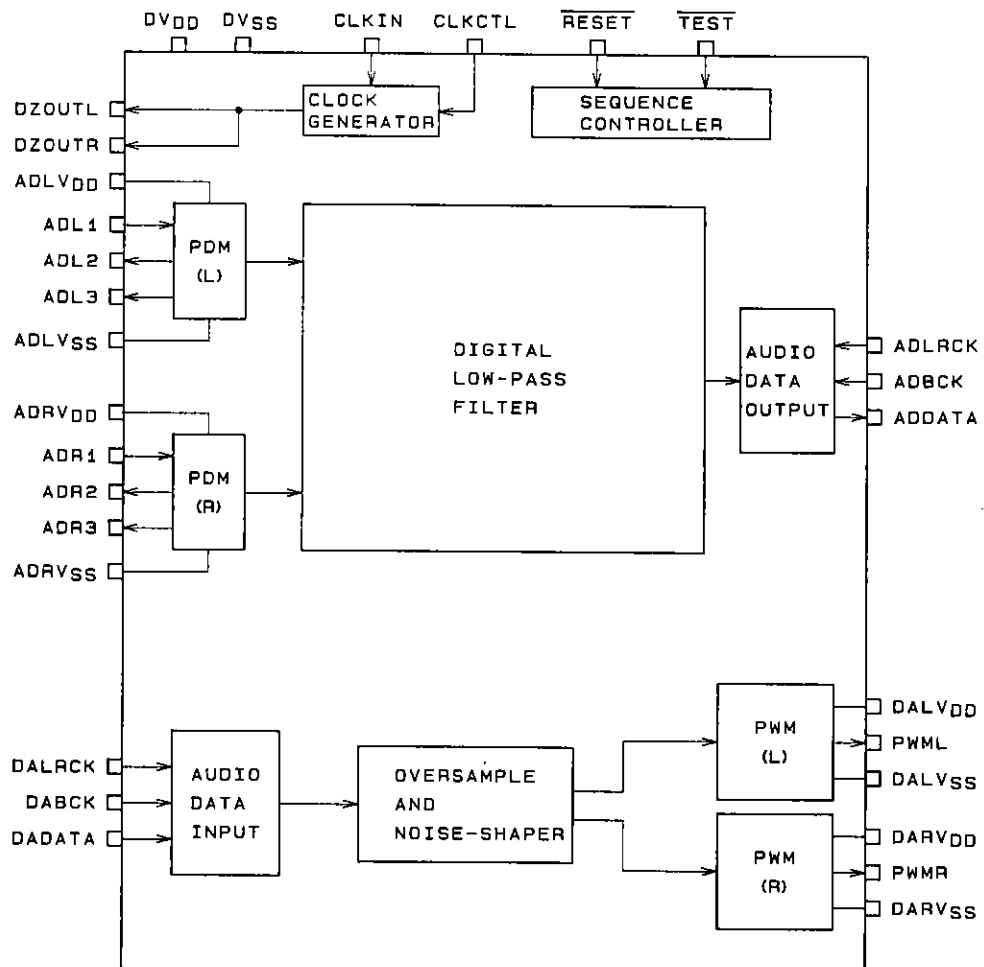 DVDD DVSS CLKIN CLKCTL RESET TEST
DZOUTL
DZOUTR
CLOCK
GENERATOR
SEQUENCE
CONTROLLER
ADLVDD
ADL1
ADL2
ADL3
ADLVSS
PDM
(L)
ADRVDD
ADR1
ADR2
ADR3
ADRVSS
PDM
(R)
DIGITAL
LOW-PASS
FILTER
AUDIO
DATA
OUTPUT
ADLRCK
ADBCK
ADDATA
DALRCK
DABCK
DADATA
AUDIO
DATA
INPUT
OVERSAMPLE
AND
NOISE-SHAPER
PWM
(L)
DALVDD
PWML
DALVSS
PWM
(R)
DARVDD
PWMR
DARVSS